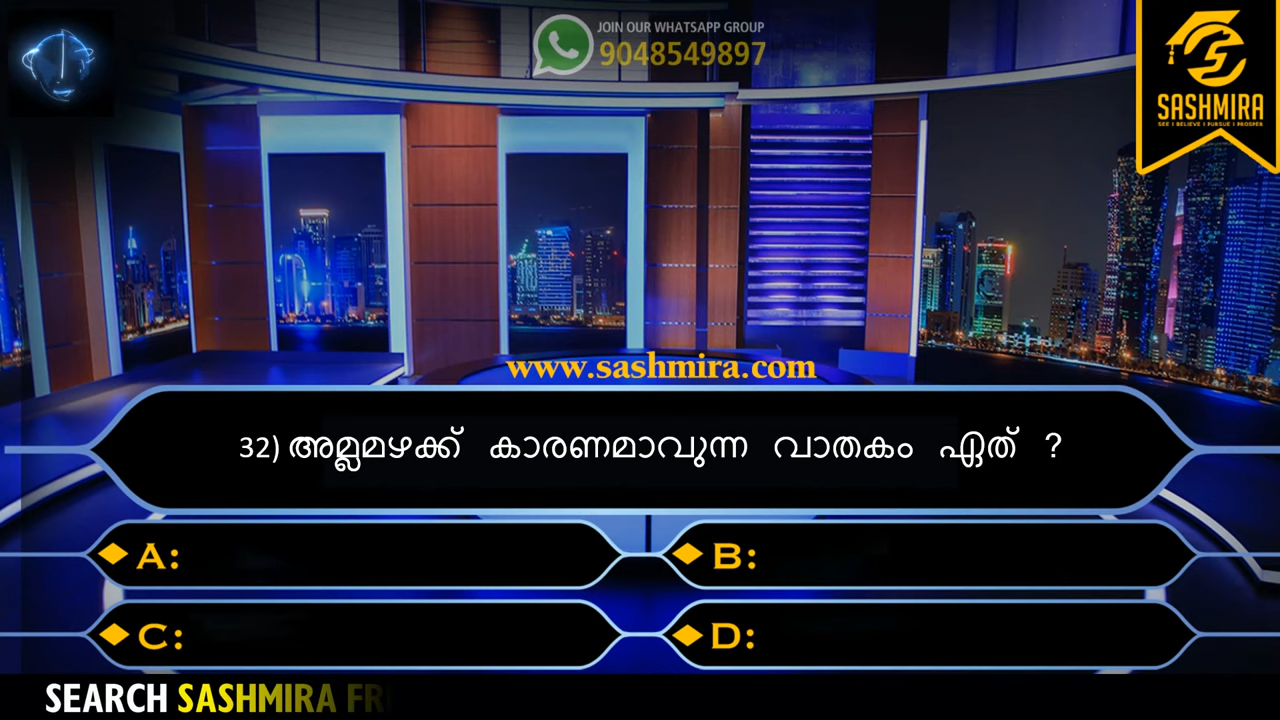 JOIN OUR WHATSAPP GROUP
9048549897
SASHMIRA
SEE | BELIEVE | PURSUE | PROSPER
www.sashmira.com
32) അമ്ലമഴക്ക് കാരണമാവുന്ന വാതകം ഏത് ?
A:
B:
C:
D:
SEARCH SASHMIRA FR